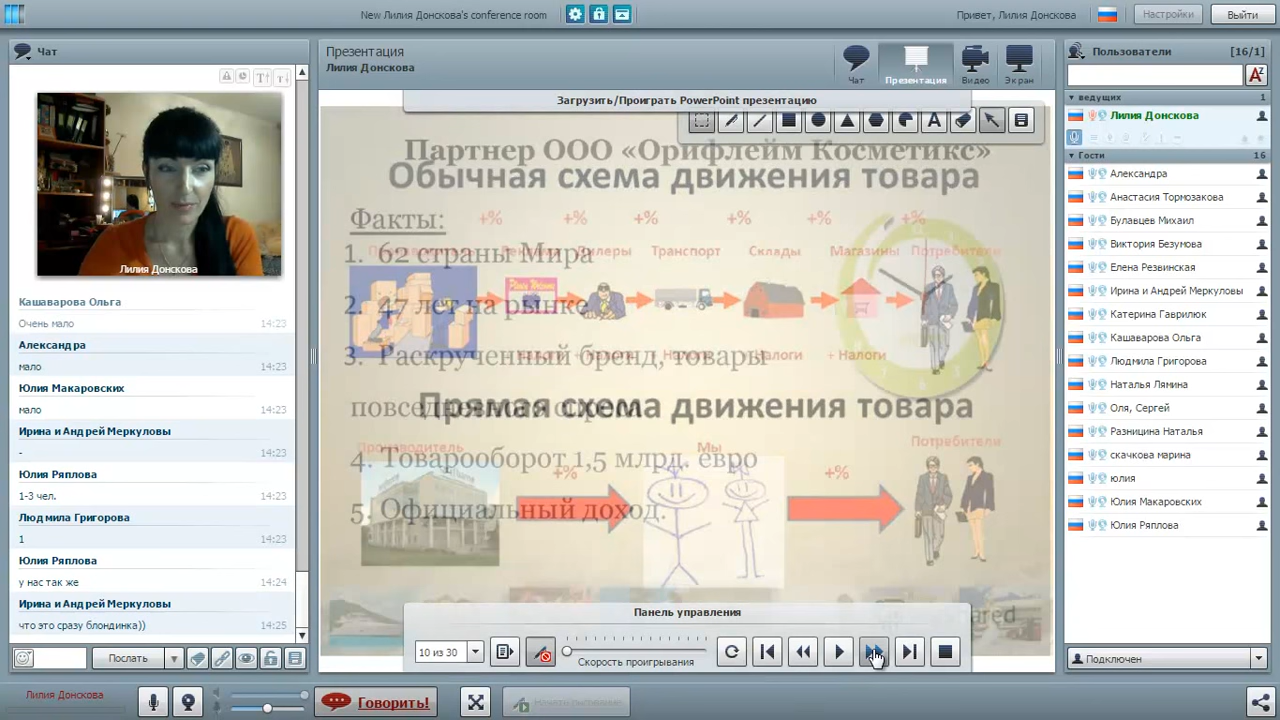 New Лилия Донскова's conference room
Привет, Лилия Донскова
Настройки
Выйти
Чат
Лилия Донскова
Кашаварова Ольга
Очень мало 14:23
Александра
мало 14:23
Юлия Макаровских
мало 14:23
Ирина и Андрей Меркуловы
- 14:23
Юлия Ряплова
1-3 чел. 14:23
Людмила Григорова
1 14:23
Юлия Ряплова
у нас так же 14:24
Ирина и Андрей Меркуловы
что это сразу блондинка)) 14:25
Послать
Презентация
Лилия Донскова
Чат
Презентация
Видео
Экран
Загрузить/Проиграть PowerPoint презентацию
Партнер ООО «Орифлейм Косметикс»
Обычная схема движения товара
Факты:
+% +% +% +% +% +%
Дилеры Транспорт Склады Магазины Потребители
1. 62 страны Мира
2. 47 лет на рынке
3. Раскрученный бренд, товары
+ Налоги
Прямая схема движения товара
Производитель Мы Потребители
4. Товарооборот 1,5 млрд. евро
+% +%
5. Официальный доход.
Панель управления
10 из 30
Скорость проигрывания
Пользователи [16/1]
ведущих 1
Лилия Донскова
Гости 16
Александра
Анастасия Тормозакова
Булавцев Михаил
Виктория Безумова
Елена Резвинская
Ирина и Андрей Меркуловы
Катерина Гаврилюк
Кашаварова Ольга
Людмила Григорова
Наталья Лямина
Оля, Сергей
Разницина Наталья
скачкова марина
юлия
Юлия Макаровских
Юлия Ряплова
Подключен
Лилия Донскова
Говорить!